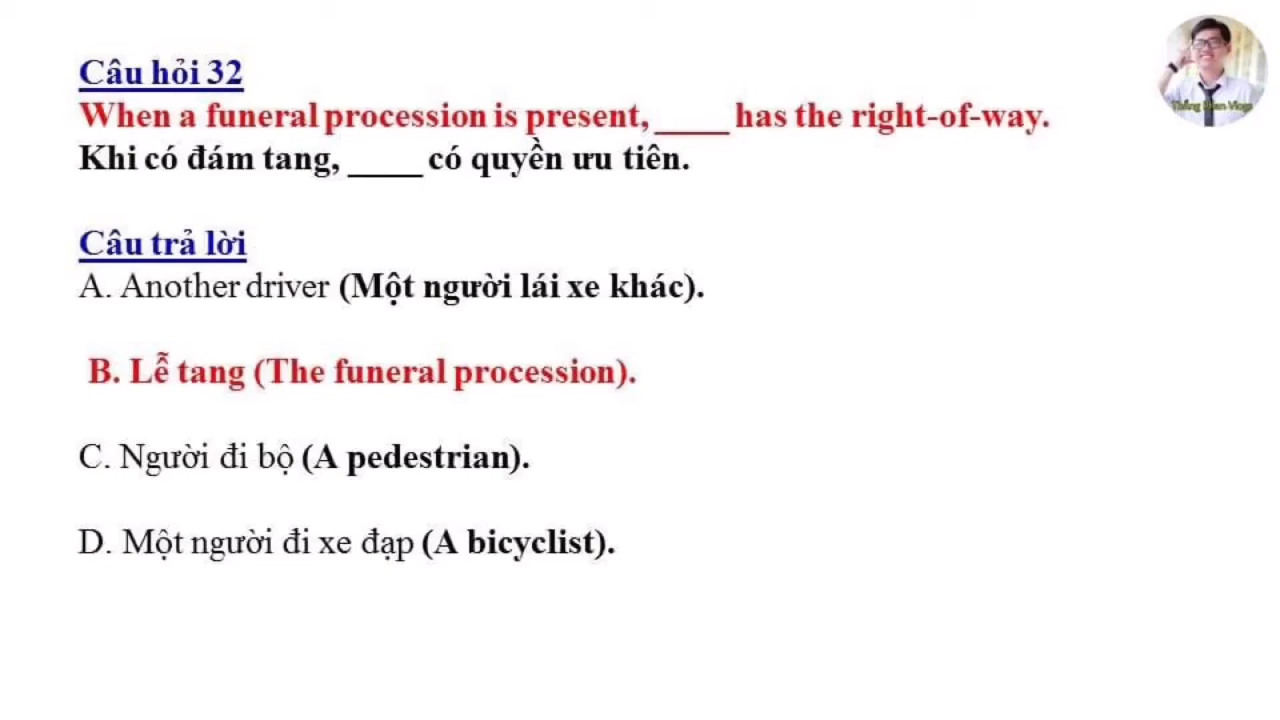 Câu hỏi 32
When a funeral procession is present, ____ has the right-of-way.
Khi có đám tang, ____ có quyền ưu tiên.
Câu trả lời
A. Another driver (Một người lái xe khác).
B. Lễ tang (The funeral procession).
C. Người đi bộ (A pedestrian).
D. Một người đi xe đạp (A bicyclist).